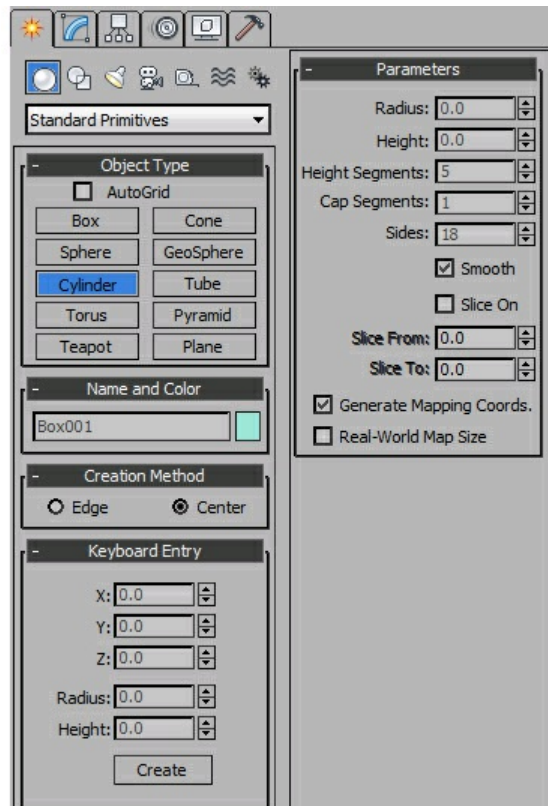 Standard Primitives
- Object Type
AutoGrid
Box Cone
Sphere GeoSphere
Cylinder Tube
Torus Pyramid
Teapot Plane
- Name and Color
Box001
- Creation Method
Edge Center
- Keyboard Entry
X: 0.0
Y: 0.0
Z: 0.0
Radius: 0.0
Height: 0.0
Create
- Parameters
Radius: 0.0
Height: 0.0
Height Segments: 5
Cap Segments: 1
Sides: 18
Smooth
Slice On
Slice From: 0.0
Slice To: 0.0
Generate Mapping Coords.
Real-World Map Size